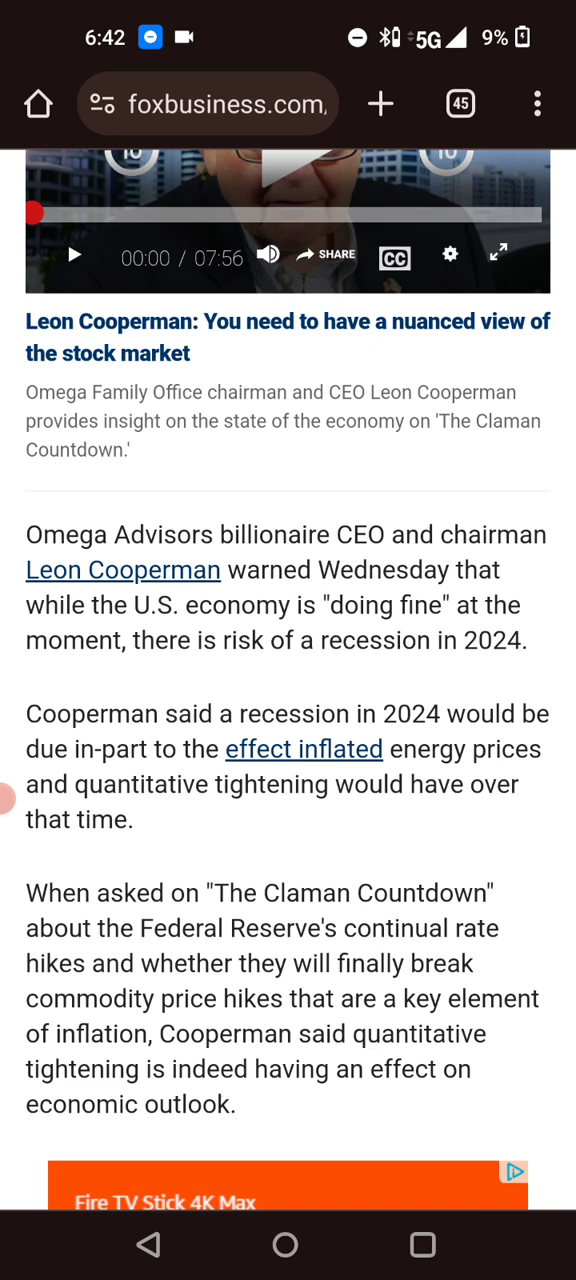 6:42 5G 9%
foxbusiness.com, 45
10 10
00:00 / 07:56 SHARE CC
Leon Cooperman: You need to have a nuanced view of
the stock market
Omega Family Office chairman and CEO Leon Cooperman
provides insight on the state of the economy on 'The Claman
Countdown.'
Omega Advisors billionaire CEO and chairman
Leon Cooperman warned Wednesday that
while the U.S. economy is "doing fine" at the
moment, there is risk of a recession in 2024.
Cooperman said a recession in 2024 would be
due in-part to the effect inflated energy prices
and quantitative tightening would have over
that time.
When asked on "The Claman Countdown"
about the Federal Reserve's continual rate
hikes and whether they will finally break
commodity price hikes that are a key element
of inflation, Cooperman said quantitative
tightening is indeed having an effect on
economic outlook.
Fire TV Stick 4K Max